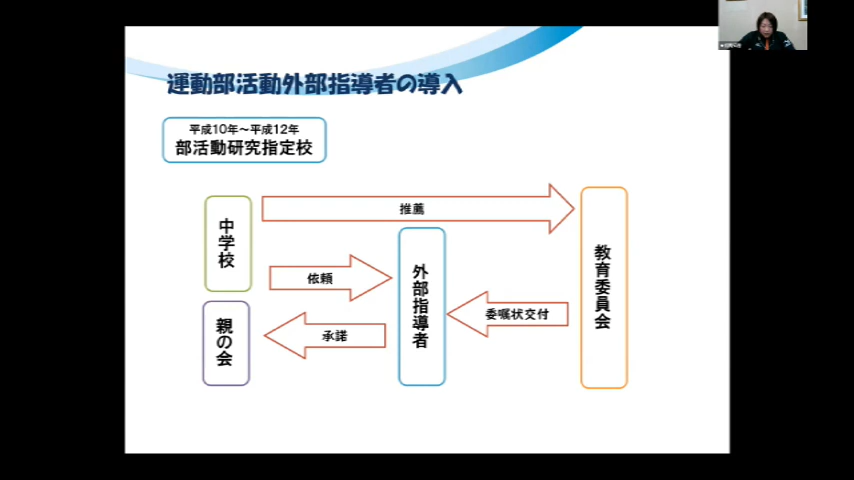 運動部活動外部指導者の導入
平成10年～平成12年
部活動研究指定校
中学校
推薦
依頼
外部指導者
教育委員会
委嘱状交付
親の会
承諾